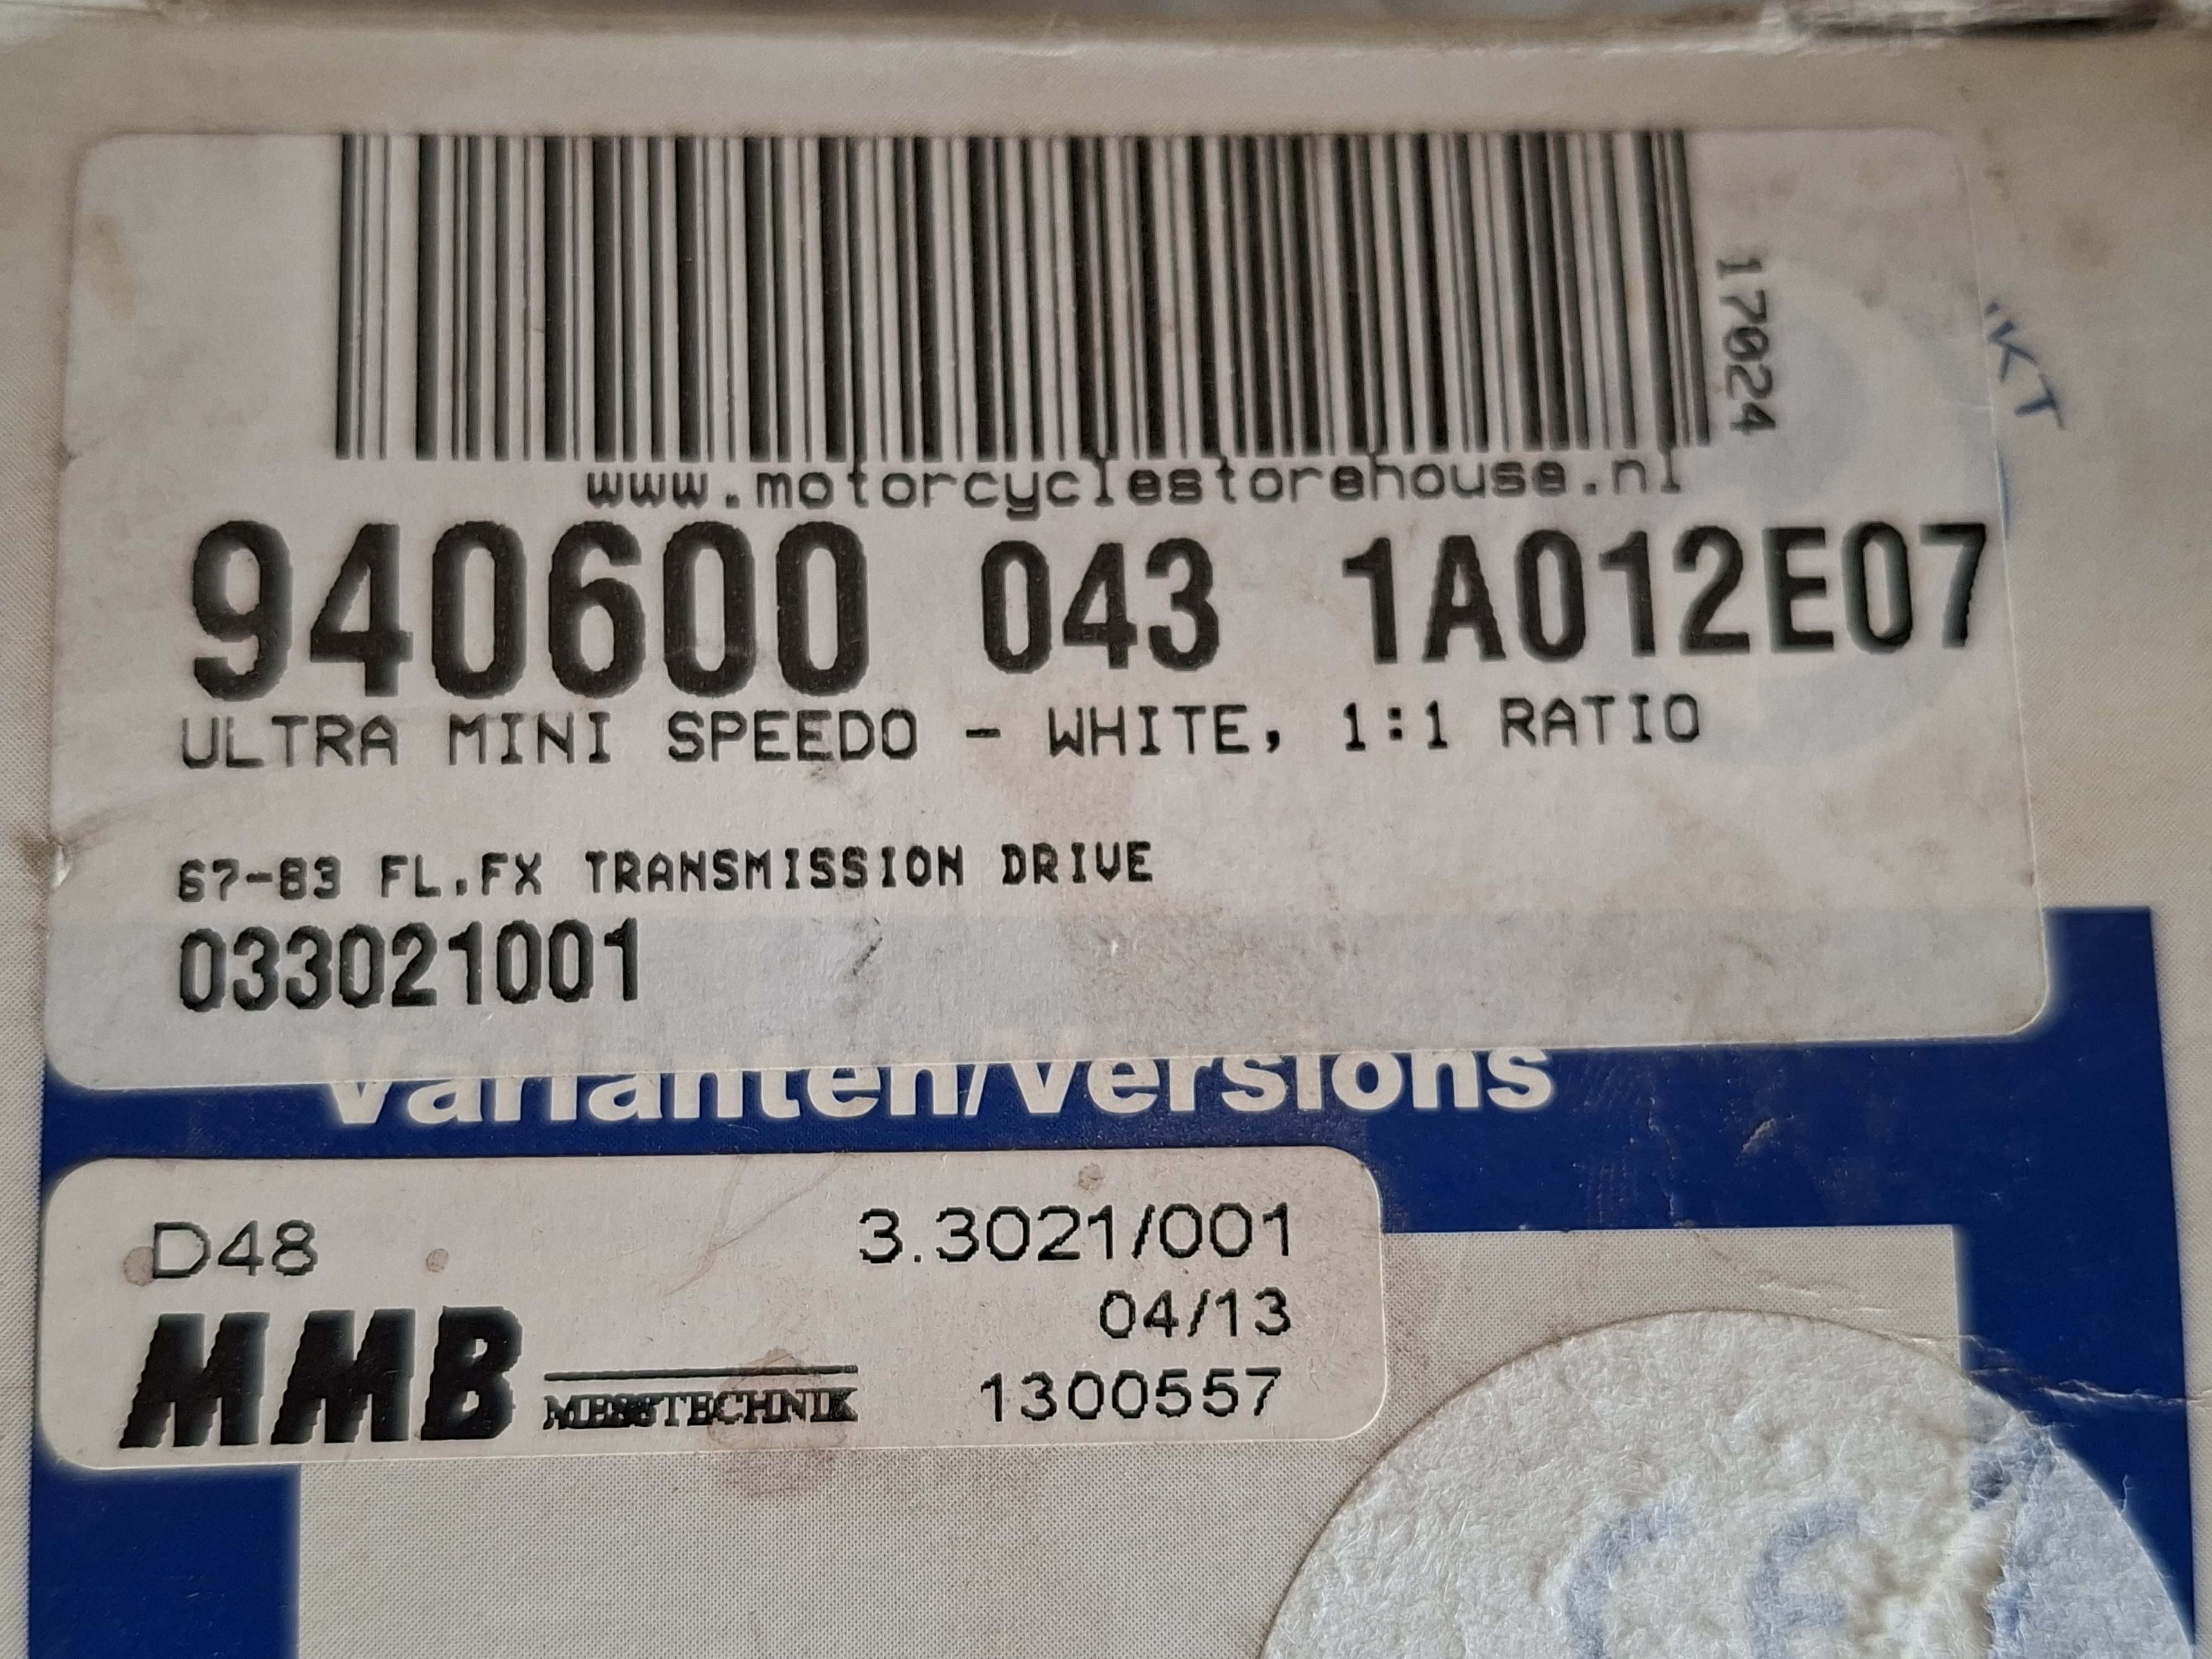 17024
www.motorcyclestorehouse.nl
940600 043 1A012E07
ULTRA MINI SPEEDO - WHITE, 1:1 RATIO
67-83 FL,FX TRANSMISSION DRIVE
033021001
Varianten/Versions
D48 3.3021/001
04/13
MMB MESSTECHNIK 1300557